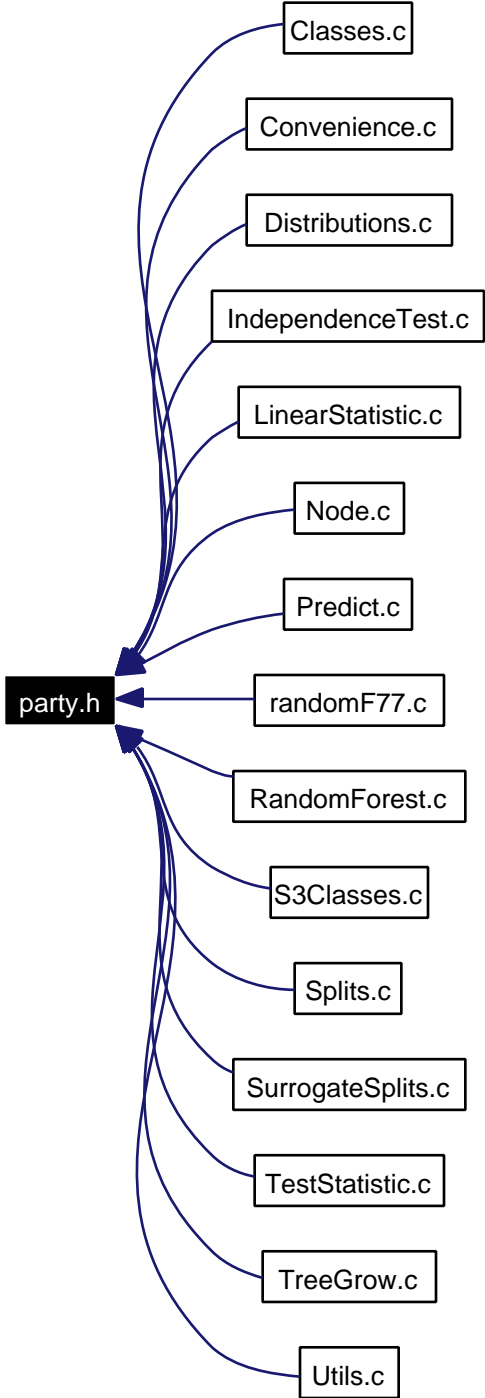 Classes.c
Convenience.c
Distributions.c
IndependenceTest.c
LinearStatistic.c
Node.c
Predict.c
party.h
randomF77.c
RandomForest.c
S3Classes.c
Splits.c
SurrogateSplits.c
TestStatistic.c
TreeGrow.c
Utils.c